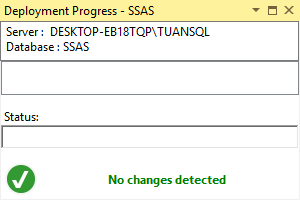 Deployment Progress - SSAS
Server : DESKTOP-EB18TQP\TUANSQL
Database : SSAS
Status:
No changes detected